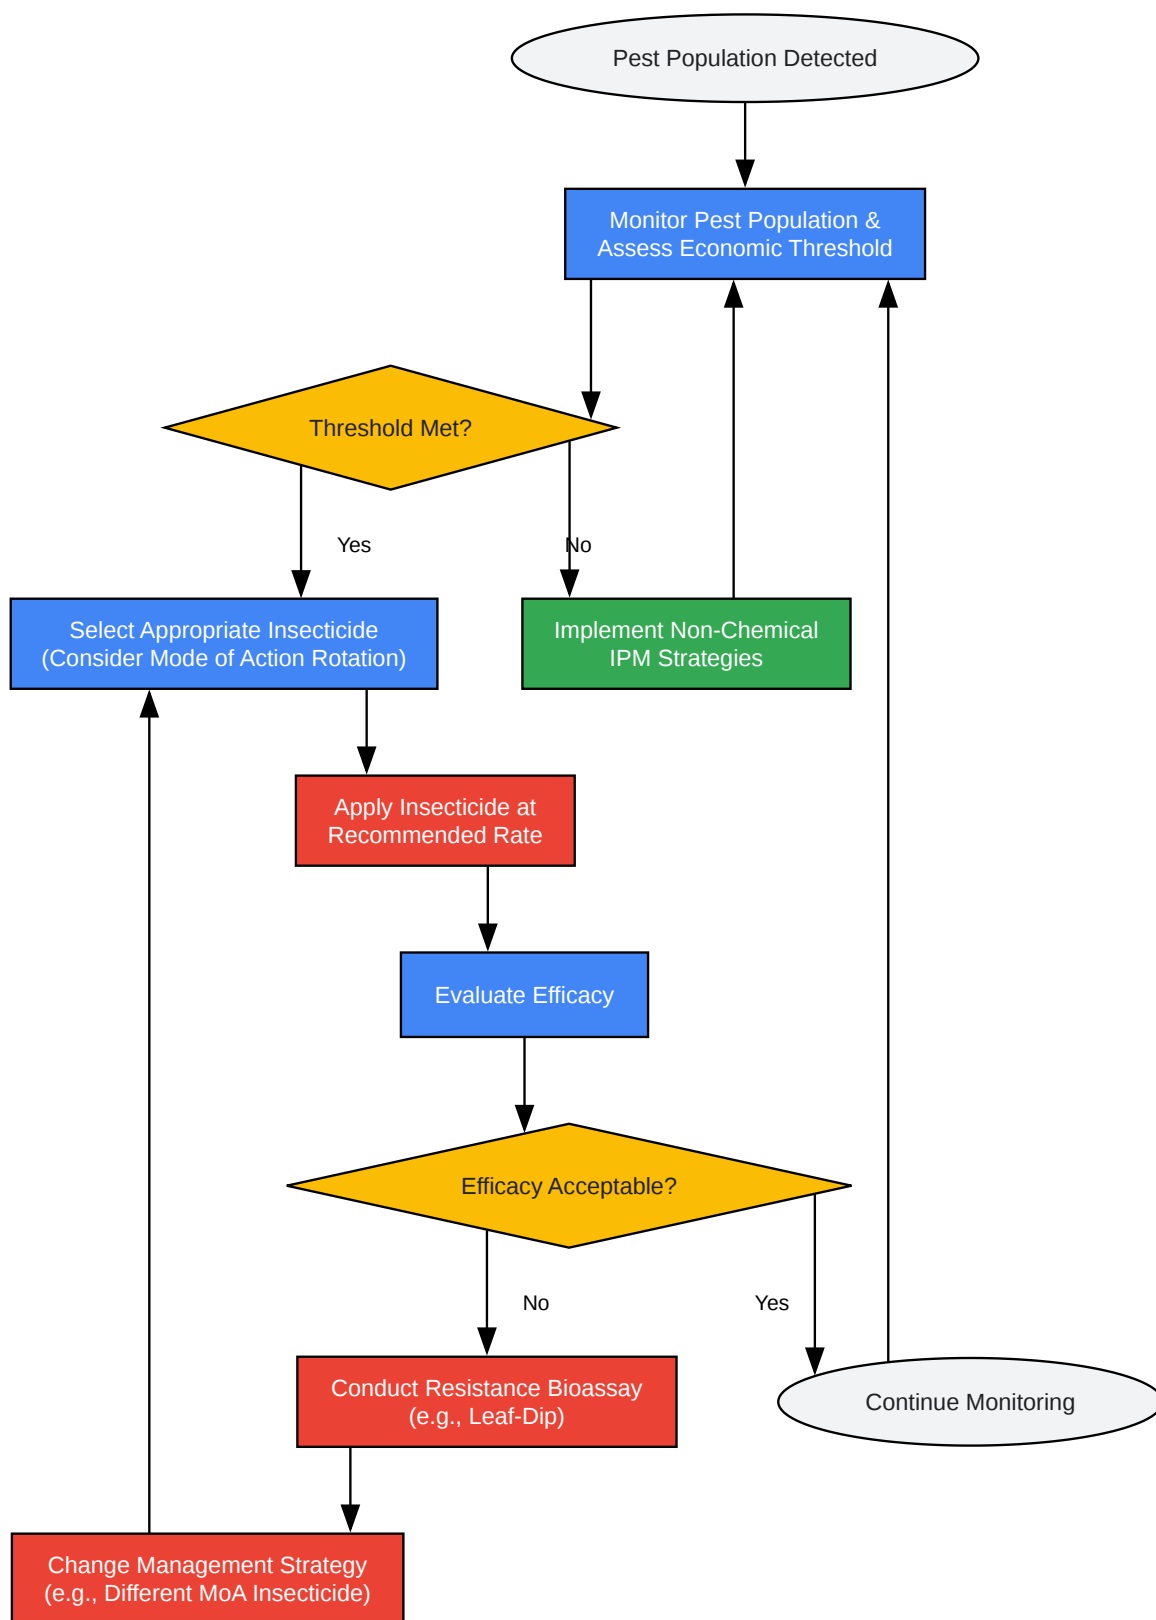 Pest Population Detected
Monitor Pest Population &
Assess Economic Threshold
Threshold Met?
Yes
No
Select Appropriate Insecticide
(Consider Mode of Action Rotation)
Implement Non-Chemical
IPM Strategies
Apply Insecticide at
Recommended Rate
Evaluate Efficacy
Efficacy Acceptable?
No
Yes
Conduct Resistance Bioassay
(e.g., Leaf-Dip)
Continue Monitoring
Change Management Strategy
(e.g., Different MoA Insecticide)